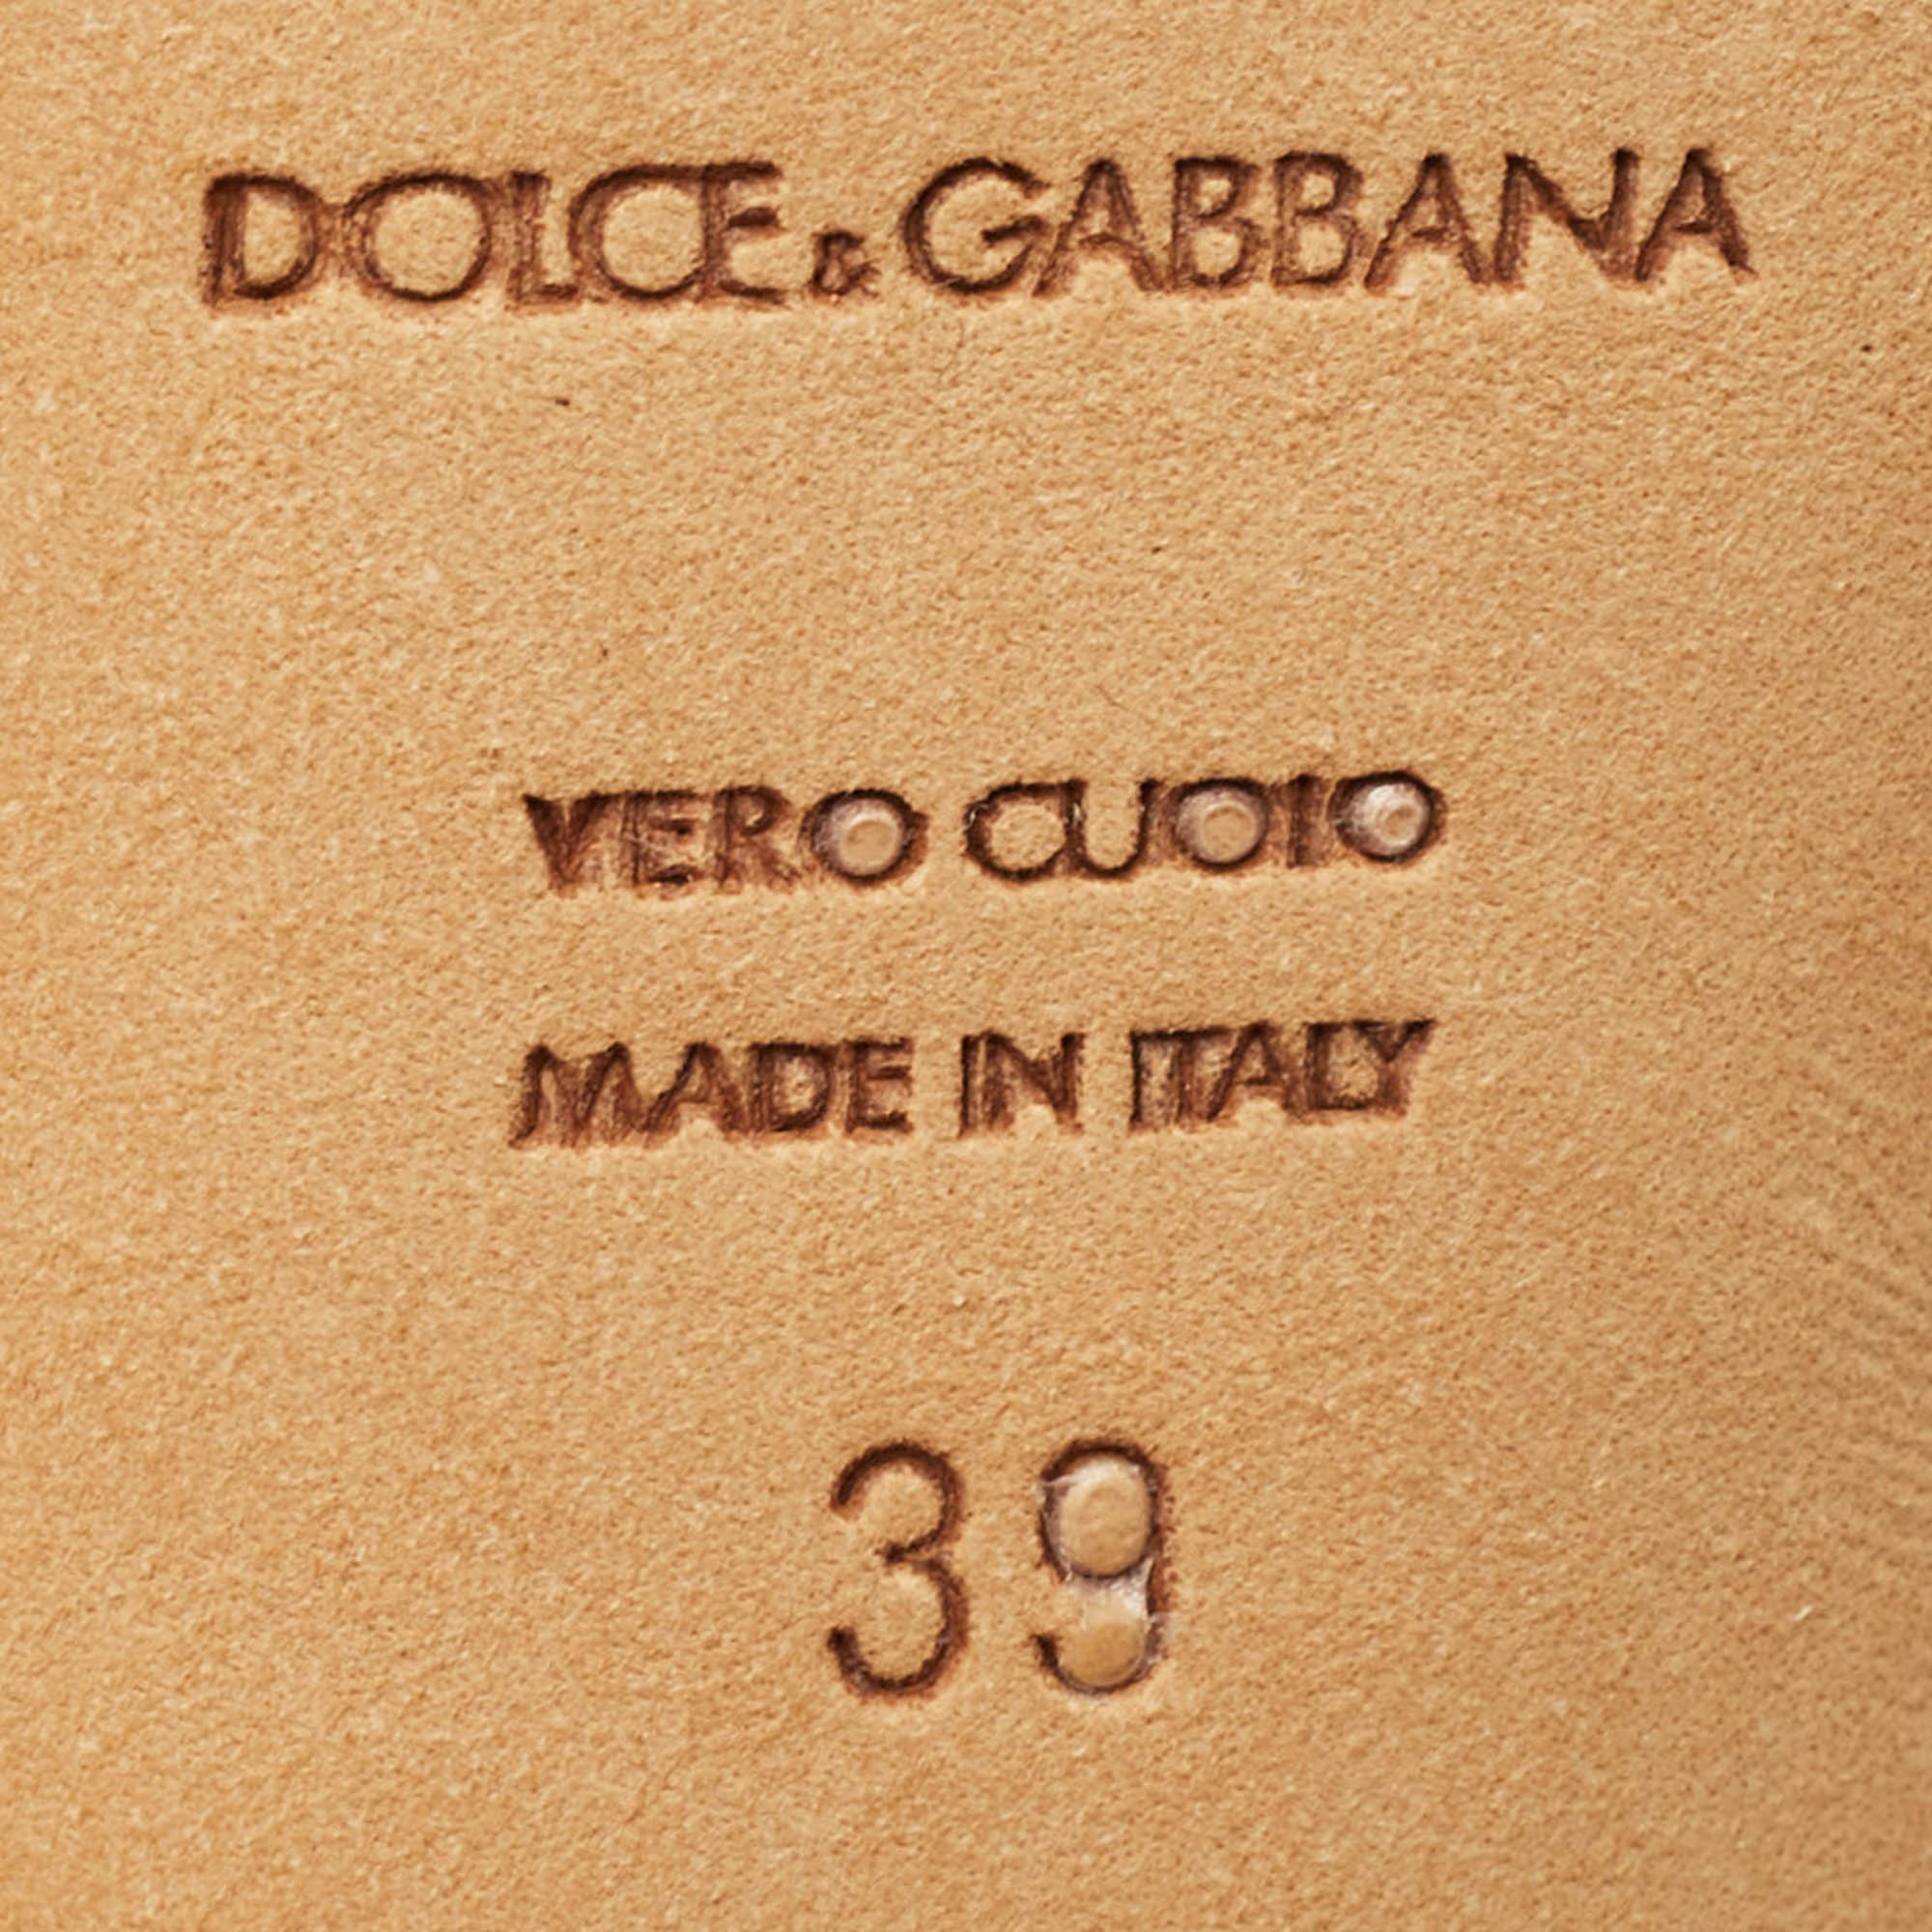 DOLCE & GABBANA
VERO CUOIO
MADE IN ITALY
39